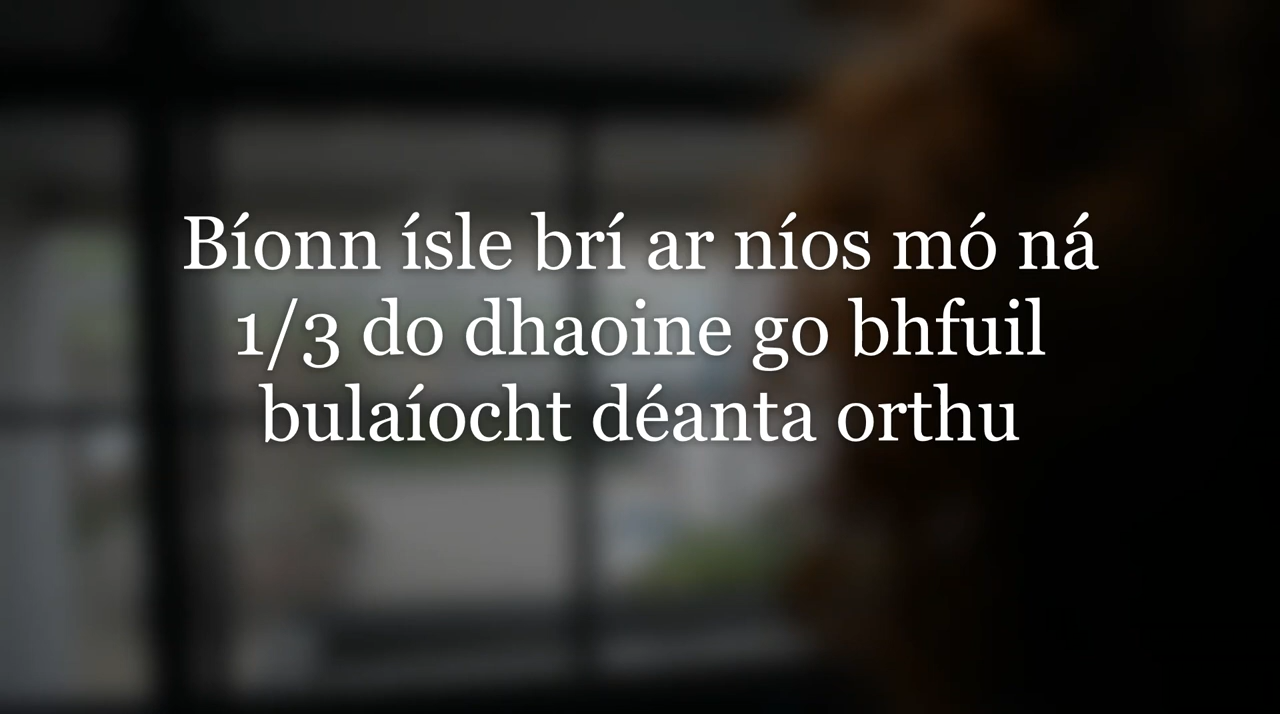 Bíonn ísle brí ar níos mó ná
1/3 do dhaoine go bhfuil
bulaíocht déanta orthu